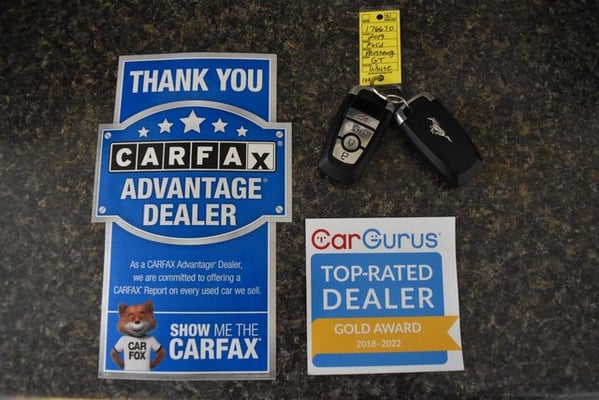 THANK YOU
CARFAX
ADVANTAGE®
DEALER
As a CARFAX Advantage® Dealer,
we are committed to offering a
CARFAX® Report on every used car we sell.
CAR
FOX
SHOW ME THE
CARFAX®
176670
2019
Ford
Mustang
GT
White
CarGurus®
TOP-RATED
DEALER
GOLD AWARD
2018-2022